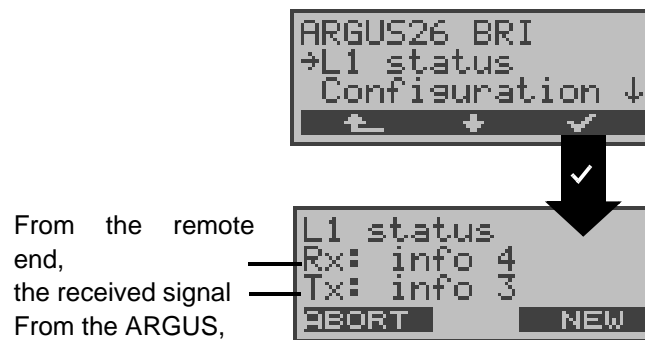 ARGUS26 BRI
→L1 status
Configuration ↓
From the remote
end,
the received signal
From the ARGUS,
L1 status
Rx: info 4
Tx: info 3
ABORT NEW